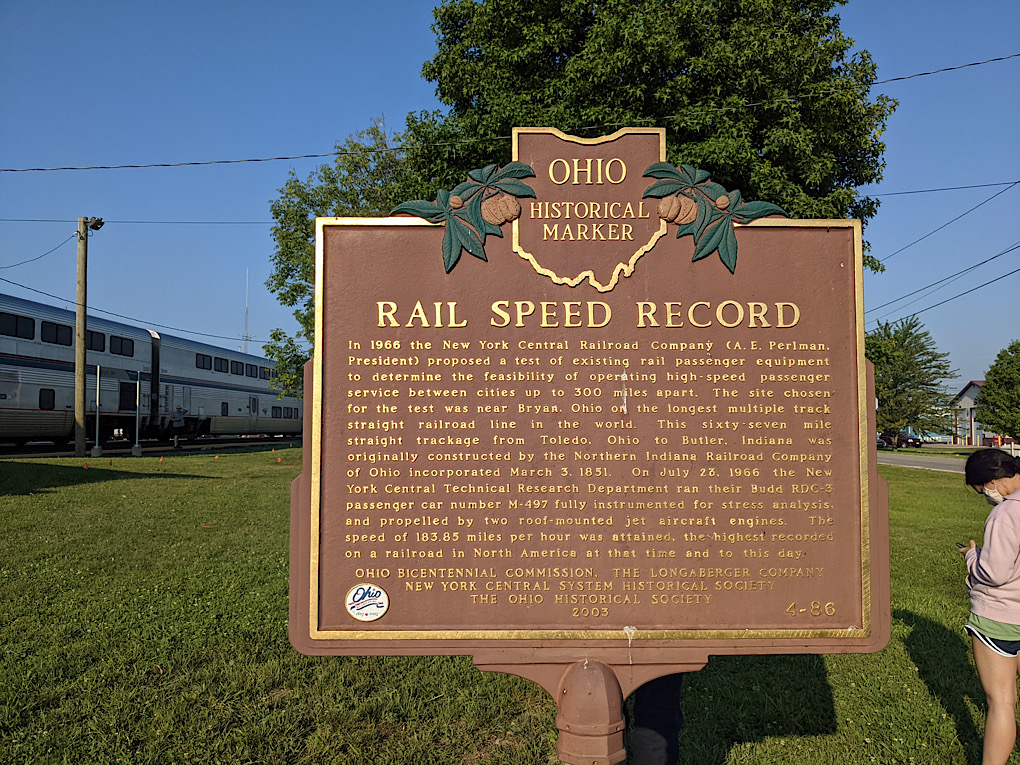 OHIO
HISTORICAL
MARKER
RAIL SPEED RECORD
In 1966 the New York Central Railroad Company (A. E. Perlman,
President) proposed a test of existing rail passenger equipment
to determine the feasibility of operating high-speed passenger
service between cities up to 300 miles apart. The site chosen
for the test was near Bryan, Ohio on the longest multiple track
straight railroad line in the world. This sixty-seven mile
straight trackage from Toledo, Ohio to Butler, Indiana was
originally constructed by the Northern Indiana Railroad Company
of Ohio incorporated March 3, 1851. On July 23, 1966 the New
York Central Technical Research Department ran their Budd RDC-3
passenger car number M-497 fully instrumented for stress analysis,
and propelled by two roof-mounted jet aircraft engines. The
speed of 183.85 miles per hour was attained, the highest recorded
on a railroad in North America at that time and to this day.
OHIO BICENTENNIAL COMMISSION, THE LONGABERGER COMPANY
NEW YORK CENTRAL SYSTEM HISTORICAL SOCIETY
THE OHIO HISTORICAL SOCIETY
2003
4-86
Ohio